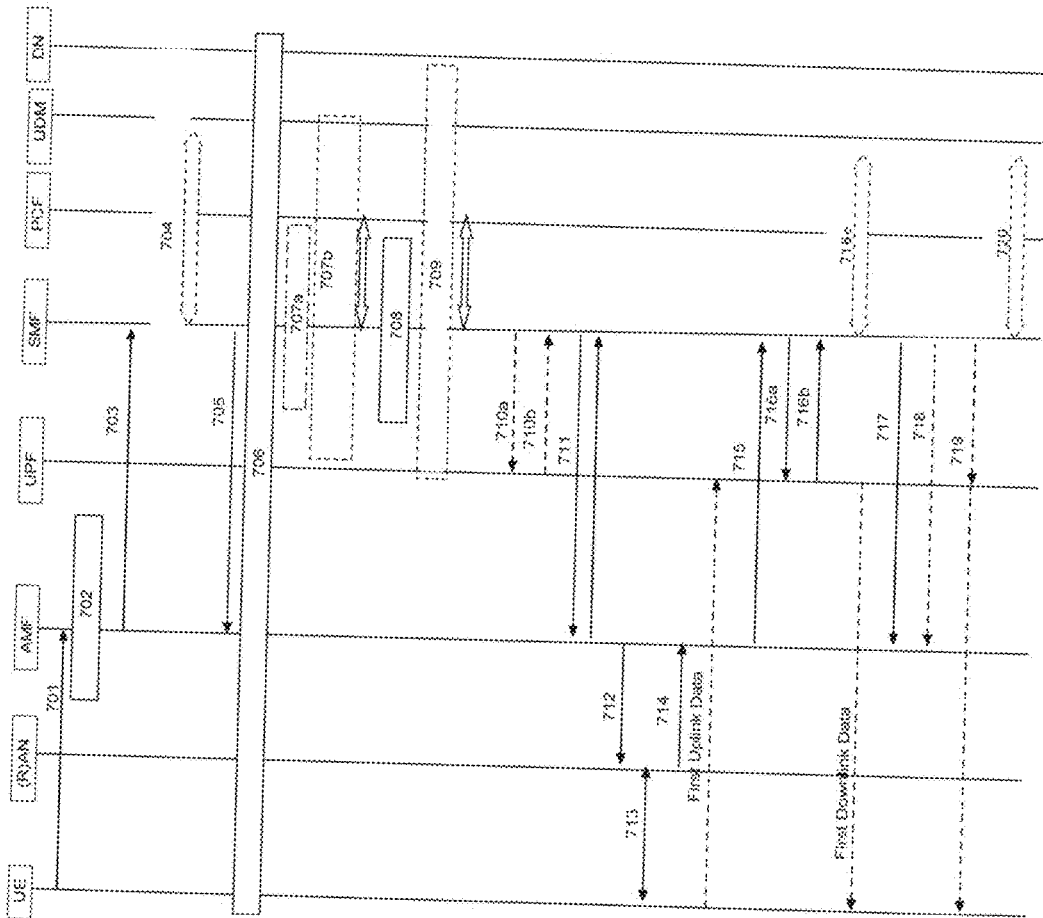 UE
(R)AN
AMF
UPF
SMF
PCF
UDM
DN
701
702
703
704
705
706
707a
707b
708
709
710a
710b
711
712
713
714
First Uplink Data
715
716a
716b
716c
First Downlink Data
717
718
719
720